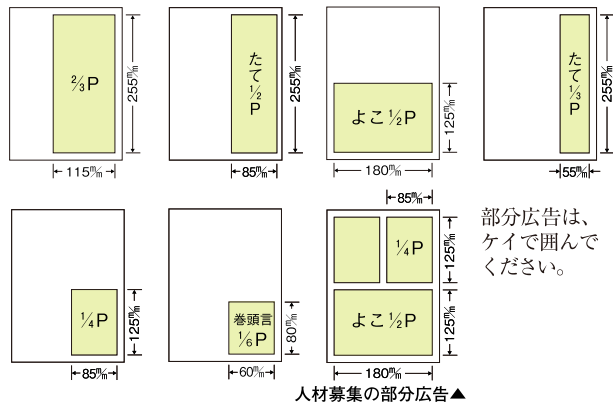 ⅔P
255㎜
115㎜
たて½P
255㎜
85㎜
よこ½P
125㎜
180㎜
たて⅓P
255㎜
55㎜
¼P
125㎜
85㎜
巻頭言
⅙P
80㎜
60㎜
85㎜
¼P
125㎜
よこ½P
125㎜
180㎜
人材募集の部分広告▲
部分広告は、
ケイで囲んで
ください。